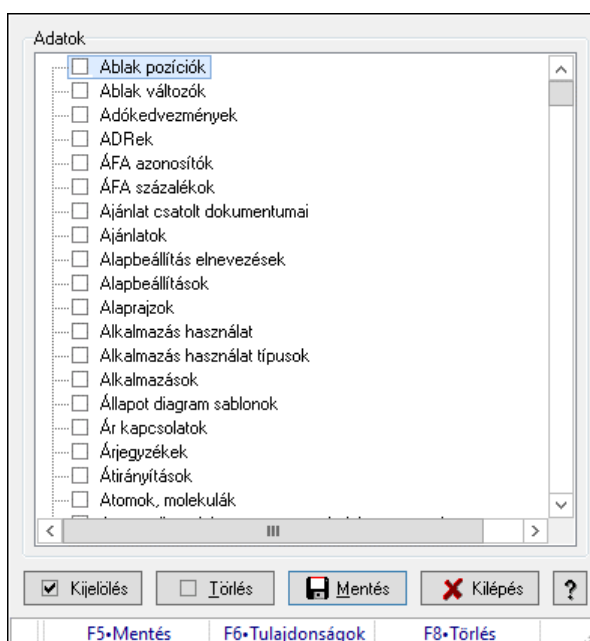 Adatok
Ablak pozíciók
Ablak változók
Adókedvezmények
ADRek
ÁFA azonosítók
ÁFA százalékok
Ajánlat csatolt dokumentumai
Ajánlatok
Alapbeállítás elnevezések
Alapbeállítások
Alaprajzok
Alkalmazás használat
Alkalmazás használat típusok
Alkalmazások
Állapot diagram sablonok
Ár kapcsolatok
Árjegyzékek
Átirányítások
Atomok, molekulák
Kijelölés Törlés Mentés Kilépés ?
F5•Mentés F6•Tulajdonságok F8•Törlés